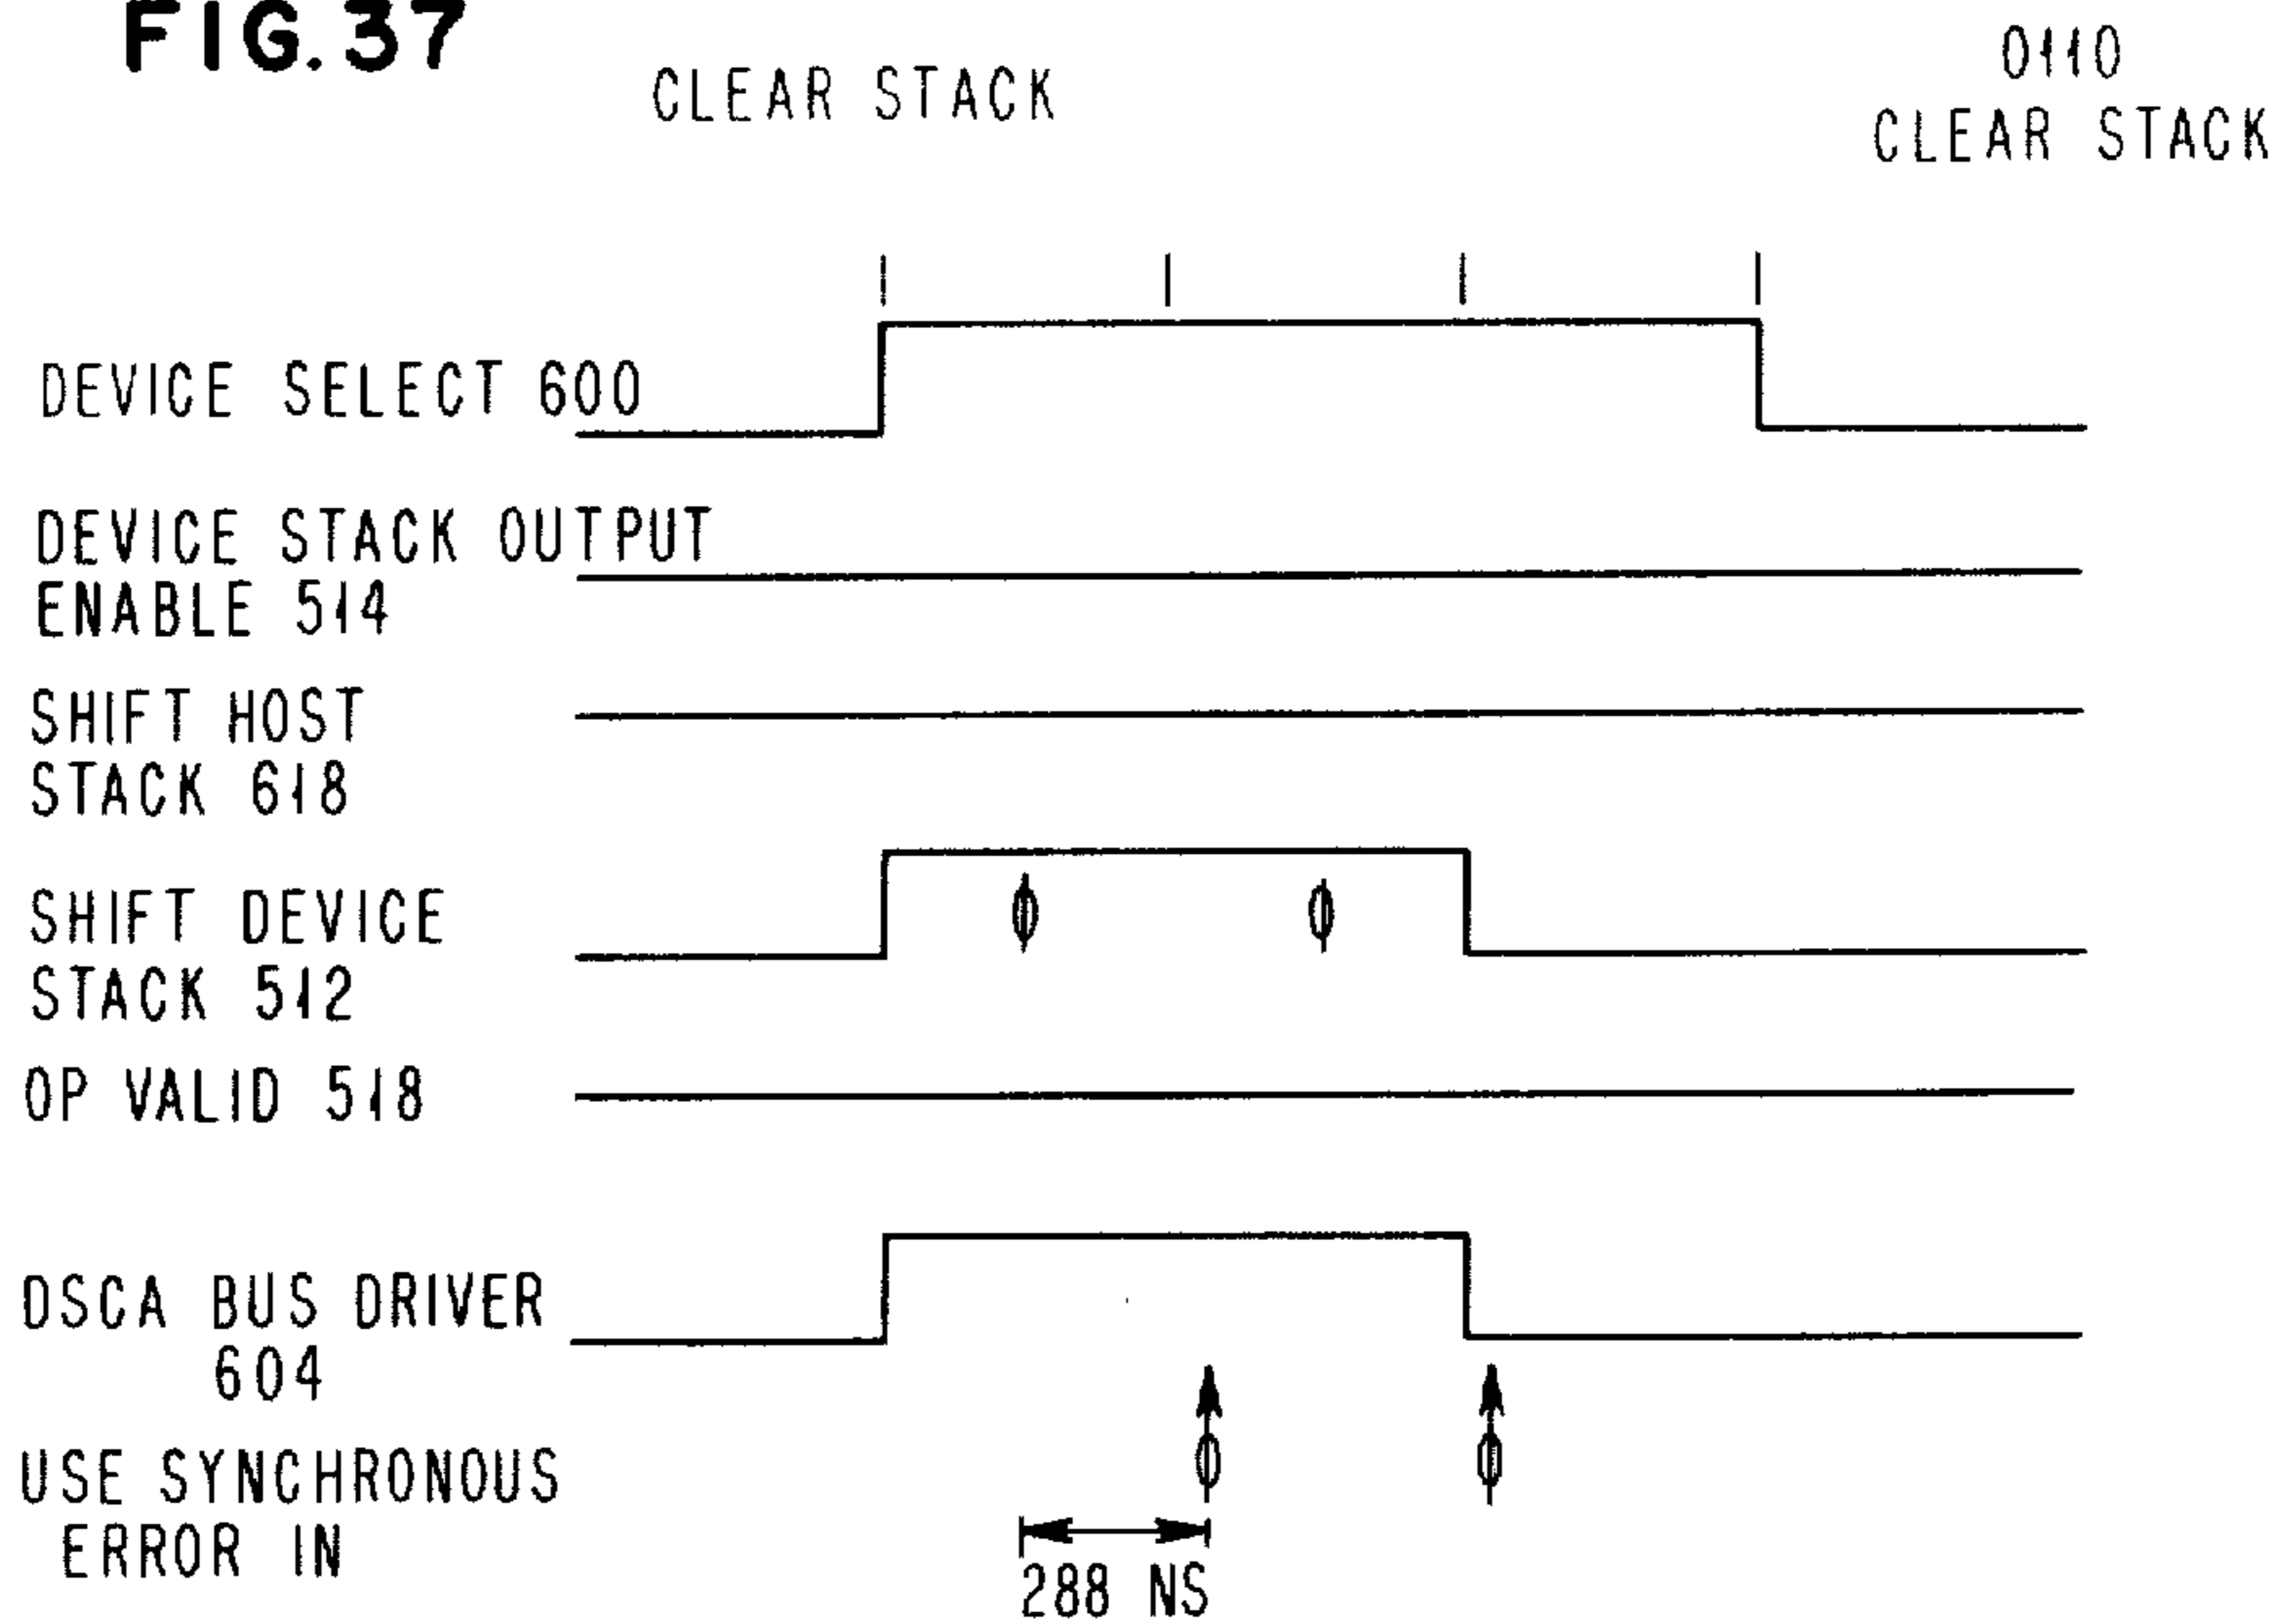 FIG. 37
CLEAR STACK
0110
CLEAR STACK
DEVICE SELECT 600
DEVICE STACK OUTPUT
ENABLE 514
SHIFT HOST
STACK 618
SHIFT DEVICE
STACK 512
OP VALID 518
DSCA BUS DRIVER
604
USE SYNCHRONOUS
ERROR IN
288 NS